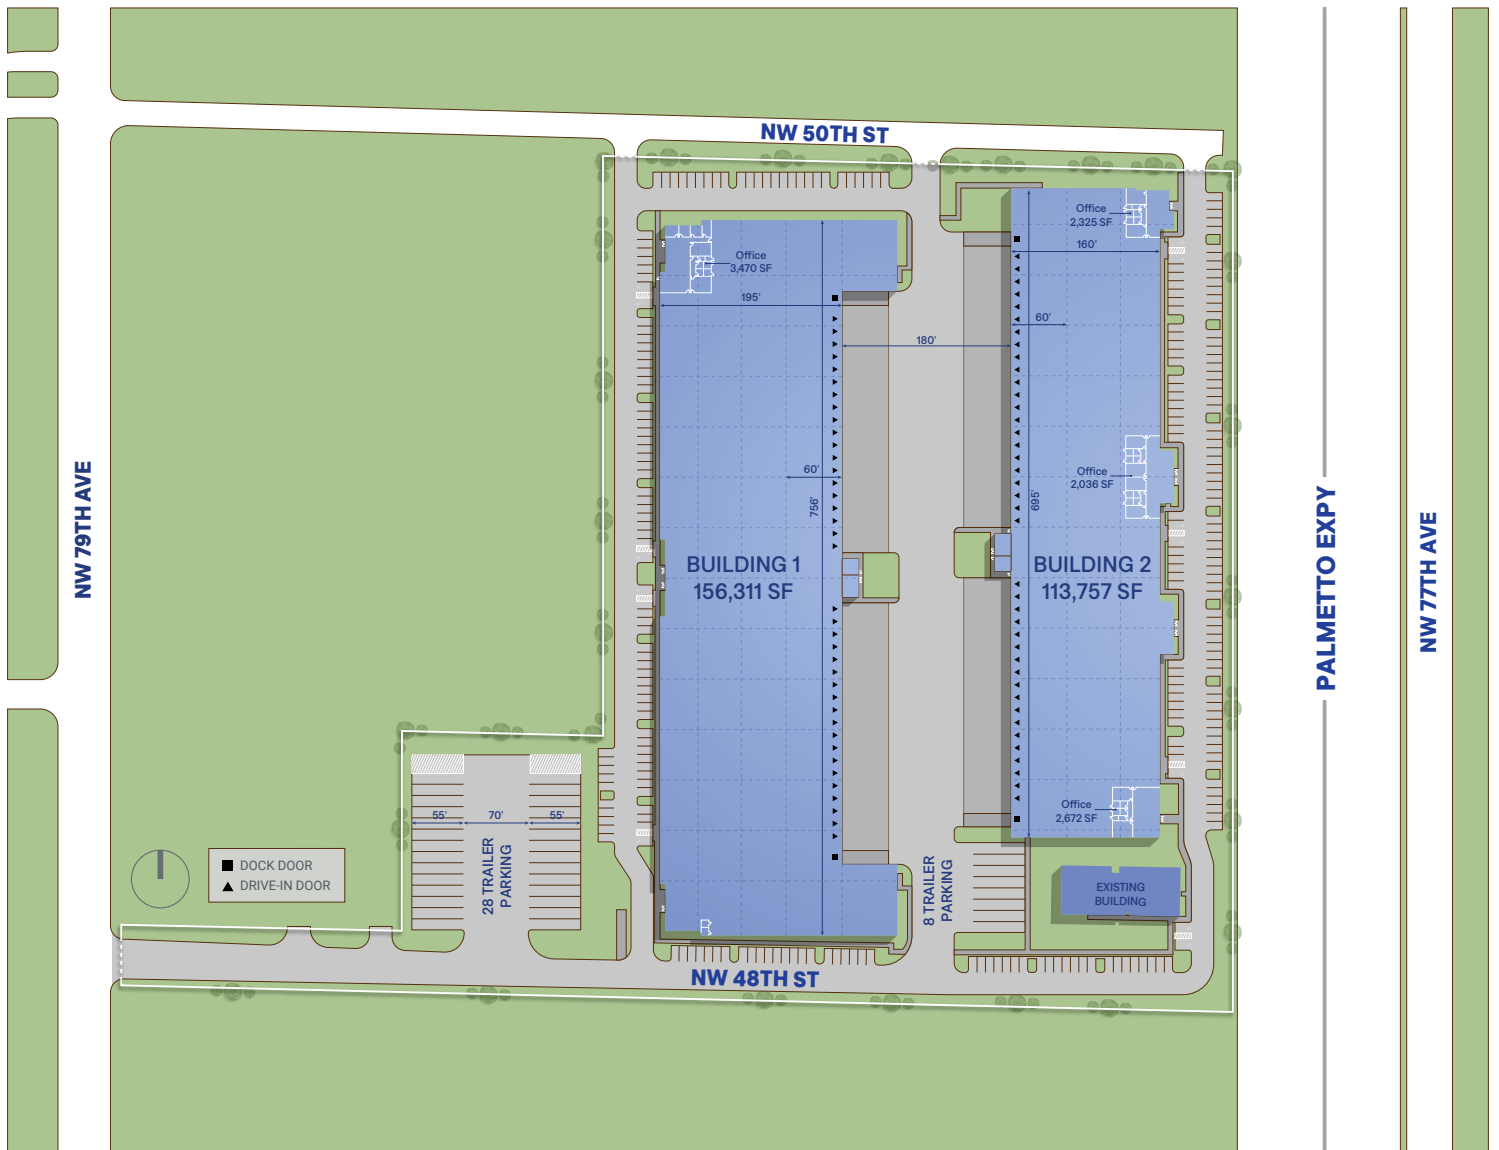 NW 50TH ST
Office
2,325 SF
160'
Office
3,470 SF
195'
60'
180'
60'
756'
Office
2,036 SF
695'
NW 79TH AVE
PALMETTO EXPY
NW 77TH AVE
BUILDING 1
156,311 SF
BUILDING 2
113,757 SF
Office
2,672 SF
55'
70'
55'
28 TRAILER
PARKING
8 TRAILER
PARKING
DOCK DOOR
DRIVE-IN DOOR
EXISTING
BUILDING
NW 48TH ST